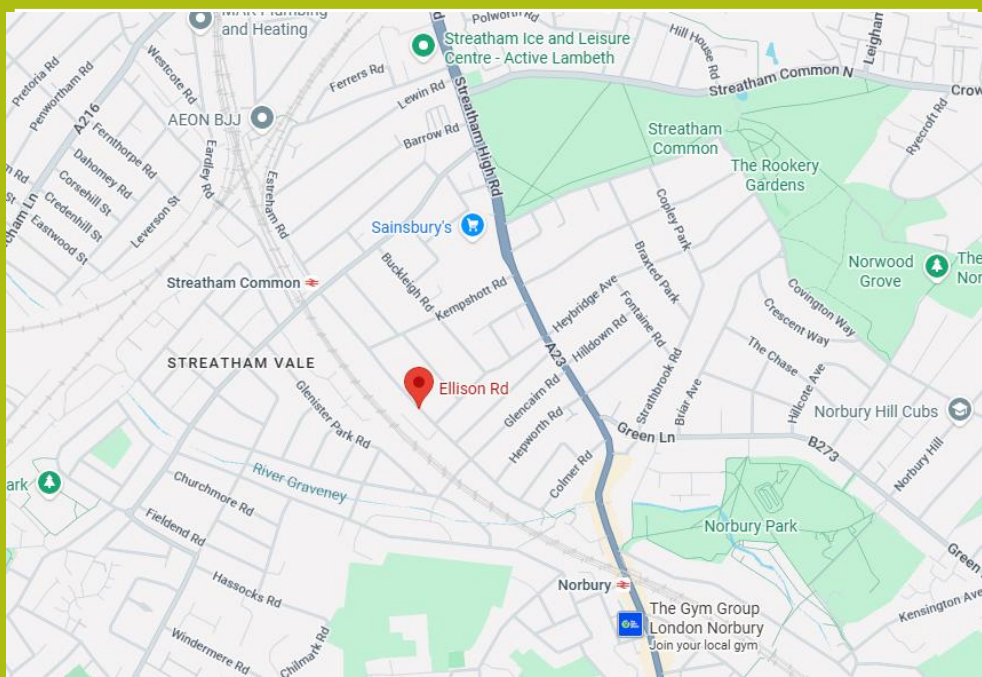 and Heating
Polworth Rd
Streatham Ice and Leisure
Centre - Active Lambeth
Hill House Rd
Leigham
Streatham Common N
Crow
Ryecroft Rd
Pretoria Rd
Penwortham Rd
Westcote Rd
A216
Ferrers Rd
Lewin Rd
Barrow Rd
Streatham High Rd
AEON BJJ
Eardley Rd
Estreham Rd
Fernthorpe Rd
Dahomey Rd
Corsehill St
Credenhill St
Eastwood St
Leverson St
Streatham
Common
The Rookery
Gardens
Copley Park
Braxted Park
Sainsbury's
Buckleigh Rd
Kempshott Rd
Streatham Common
Norwood
Grove
The
Nor
Covington Way
Crescent Way
Heybridge Ave
Fontaine Rd
Hilldown Rd
A23
The Chase
Hillcote Ave
STREATHAM VALE
Ellison Rd
Glenister Park Rd
Glencairn Rd
Hepworth Rd
Colmer Rd
Strathbrook Rd
Briar Ave
Green Ln
B273
Norbury Hill Cubs
Norbury Hill
ark
River Graveney
Churchmore Rd
Fieldend Rd
Hassocks Rd
Windermere Rd
Chilmark Rd
Norbury Park
Green
Kensington Ave
Norbury
The Gym Group
London Norbury
Join your local gym